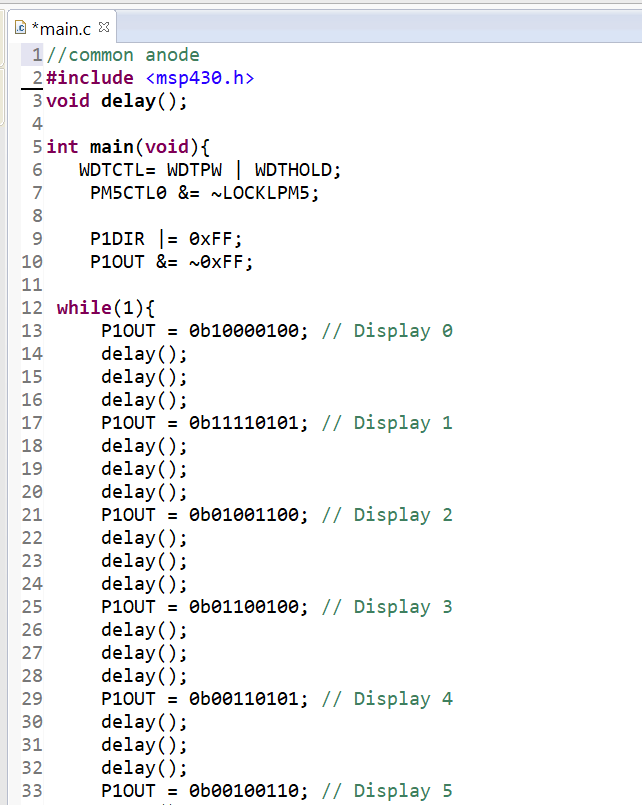 *main.c
1 //common anode
2 #include <msp430.h>
3 void delay();
4
5 int main(void){
6    WDTCTL= WDTPW | WDTHOLD;
7     PM5CTL0 &= ~LOCKLPM5;
8
9     P1DIR |= 0xFF;
10     P1OUT &= ~0xFF;
11
12  while(1){
13      P1OUT = 0b10000100; // Display 0
14      delay();
15      delay();
16      delay();
17      P1OUT = 0b11110101; // Display 1
18      delay();
19      delay();
20      delay();
21      P1OUT = 0b01001100; // Display 2
22      delay();
23      delay();
24      delay();
25      P1OUT = 0b01100100; // Display 3
26      delay();
27      delay();
28      delay();
29      P1OUT = 0b00110101; // Display 4
30      delay();
31      delay();
32      delay();
33      P1OUT = 0b00100110; // Display 5